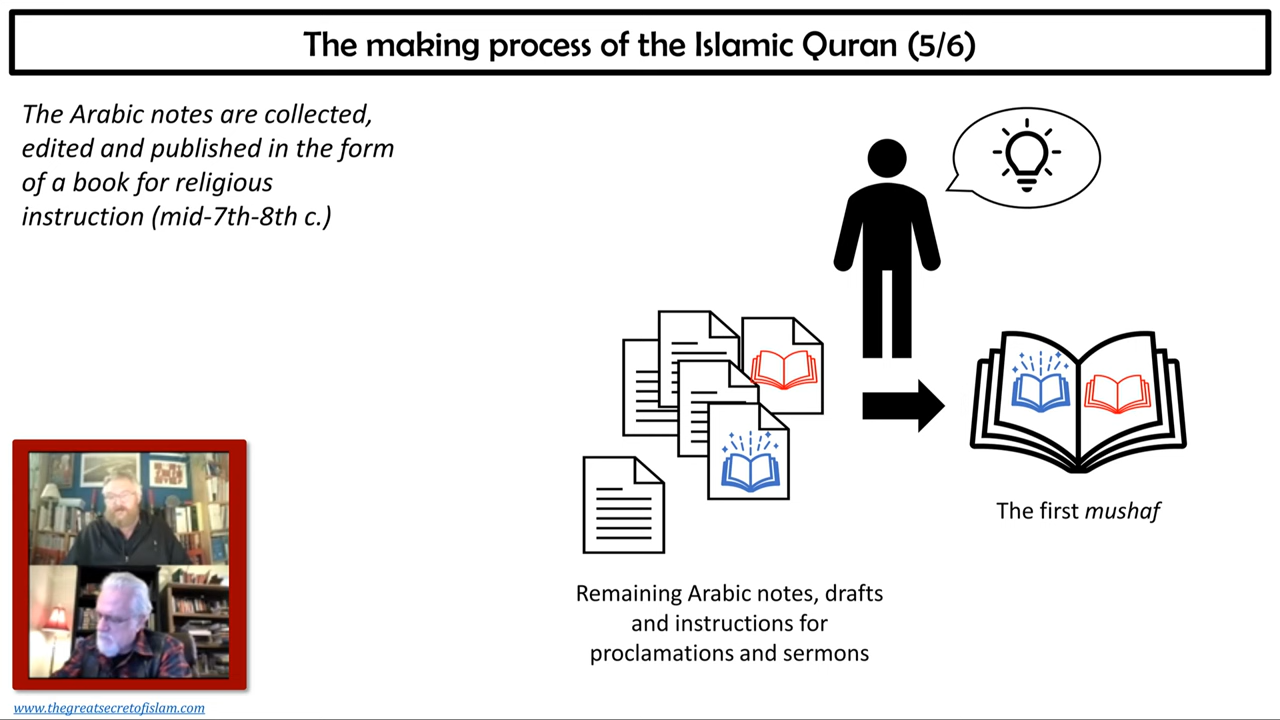 The making process of the Islamic Quran (5/6)
The Arabic notes are collected,
edited and published in the form
of a book for religious
instruction (mid-7th-8th c.)
The first mushaf
Remaining Arabic notes, drafts
and instructions for
proclamations and sermons
www.thegreatsecretofislam.com